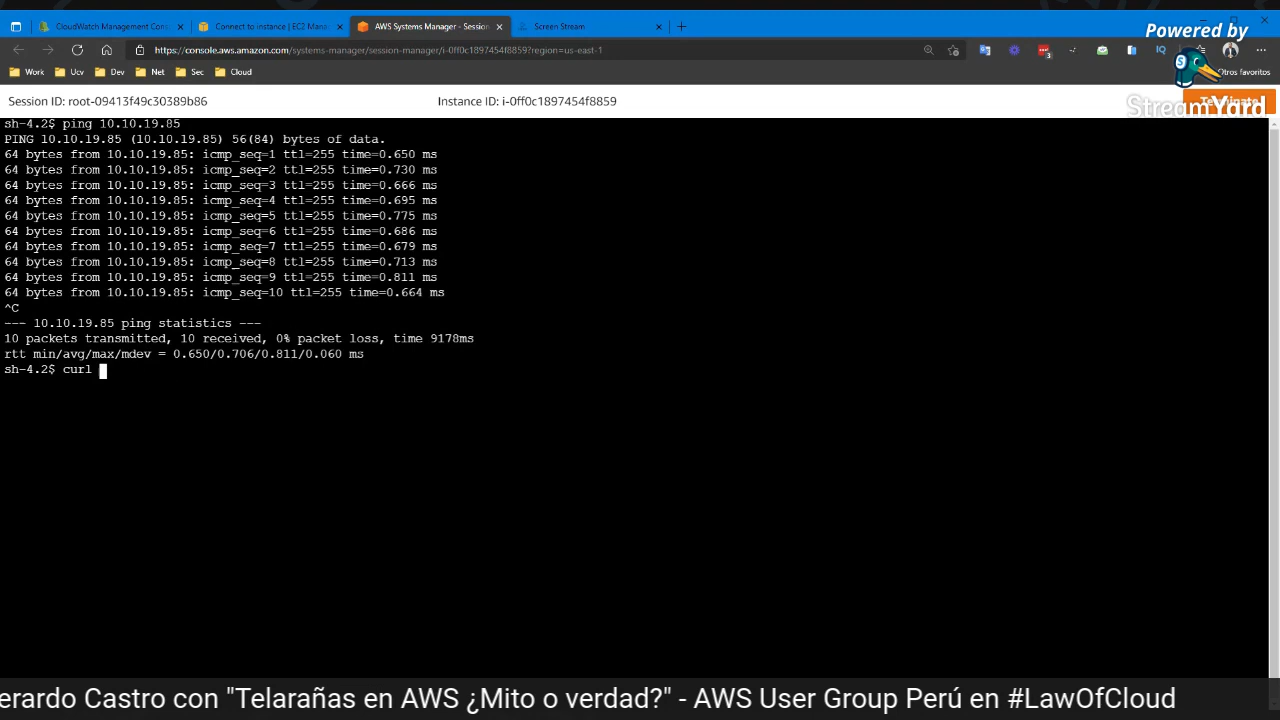 CloudWatch Management Con
Connect to instance | EC2 Mana
AWS Systems Manager - Sessio
Screen Stream
Powered by
https://console.aws.amazon.com/systems-manager/session-manager/i-0ff0c1897454f8859?region=us-east-1
Work
Ucv
Dev
Net
Sec
Cloud
Otros favoritos
Session ID: root-09413f49c30389b86
Instance ID: i-0ff0c1897454f8859
Terminate
StreamYard
sh-4.2$ ping 10.10.19.85
PING 10.10.19.85 (10.10.19.85) 56(84) bytes of data.
64 bytes from 10.10.19.85: icmp_seq=1 ttl=255 time=0.650 ms
64 bytes from 10.10.19.85: icmp_seq=2 ttl=255 time=0.730 ms
64 bytes from 10.10.19.85: icmp_seq=3 ttl=255 time=0.666 ms
64 bytes from 10.10.19.85: icmp_seq=4 ttl=255 time=0.695 ms
64 bytes from 10.10.19.85: icmp_seq=5 ttl=255 time=0.775 ms
64 bytes from 10.10.19.85: icmp_seq=6 ttl=255 time=0.686 ms
64 bytes from 10.10.19.85: icmp_seq=7 ttl=255 time=0.679 ms
64 bytes from 10.10.19.85: icmp_seq=8 ttl=255 time=0.713 ms
64 bytes from 10.10.19.85: icmp_seq=9 ttl=255 time=0.811 ms
64 bytes from 10.10.19.85: icmp_seq=10 ttl=255 time=0.664 ms
^C
--- 10.10.19.85 ping statistics ---
10 packets transmitted, 10 received, 0% packet loss, time 9178ms
rtt min/avg/max/mdev = 0.650/0.706/0.811/0.060 ms
sh-4.2$ curl
erardo Castro con "Telarañas en AWS ¿Mito o verdad?" - AWS User Group Perú en #LawOfCloud